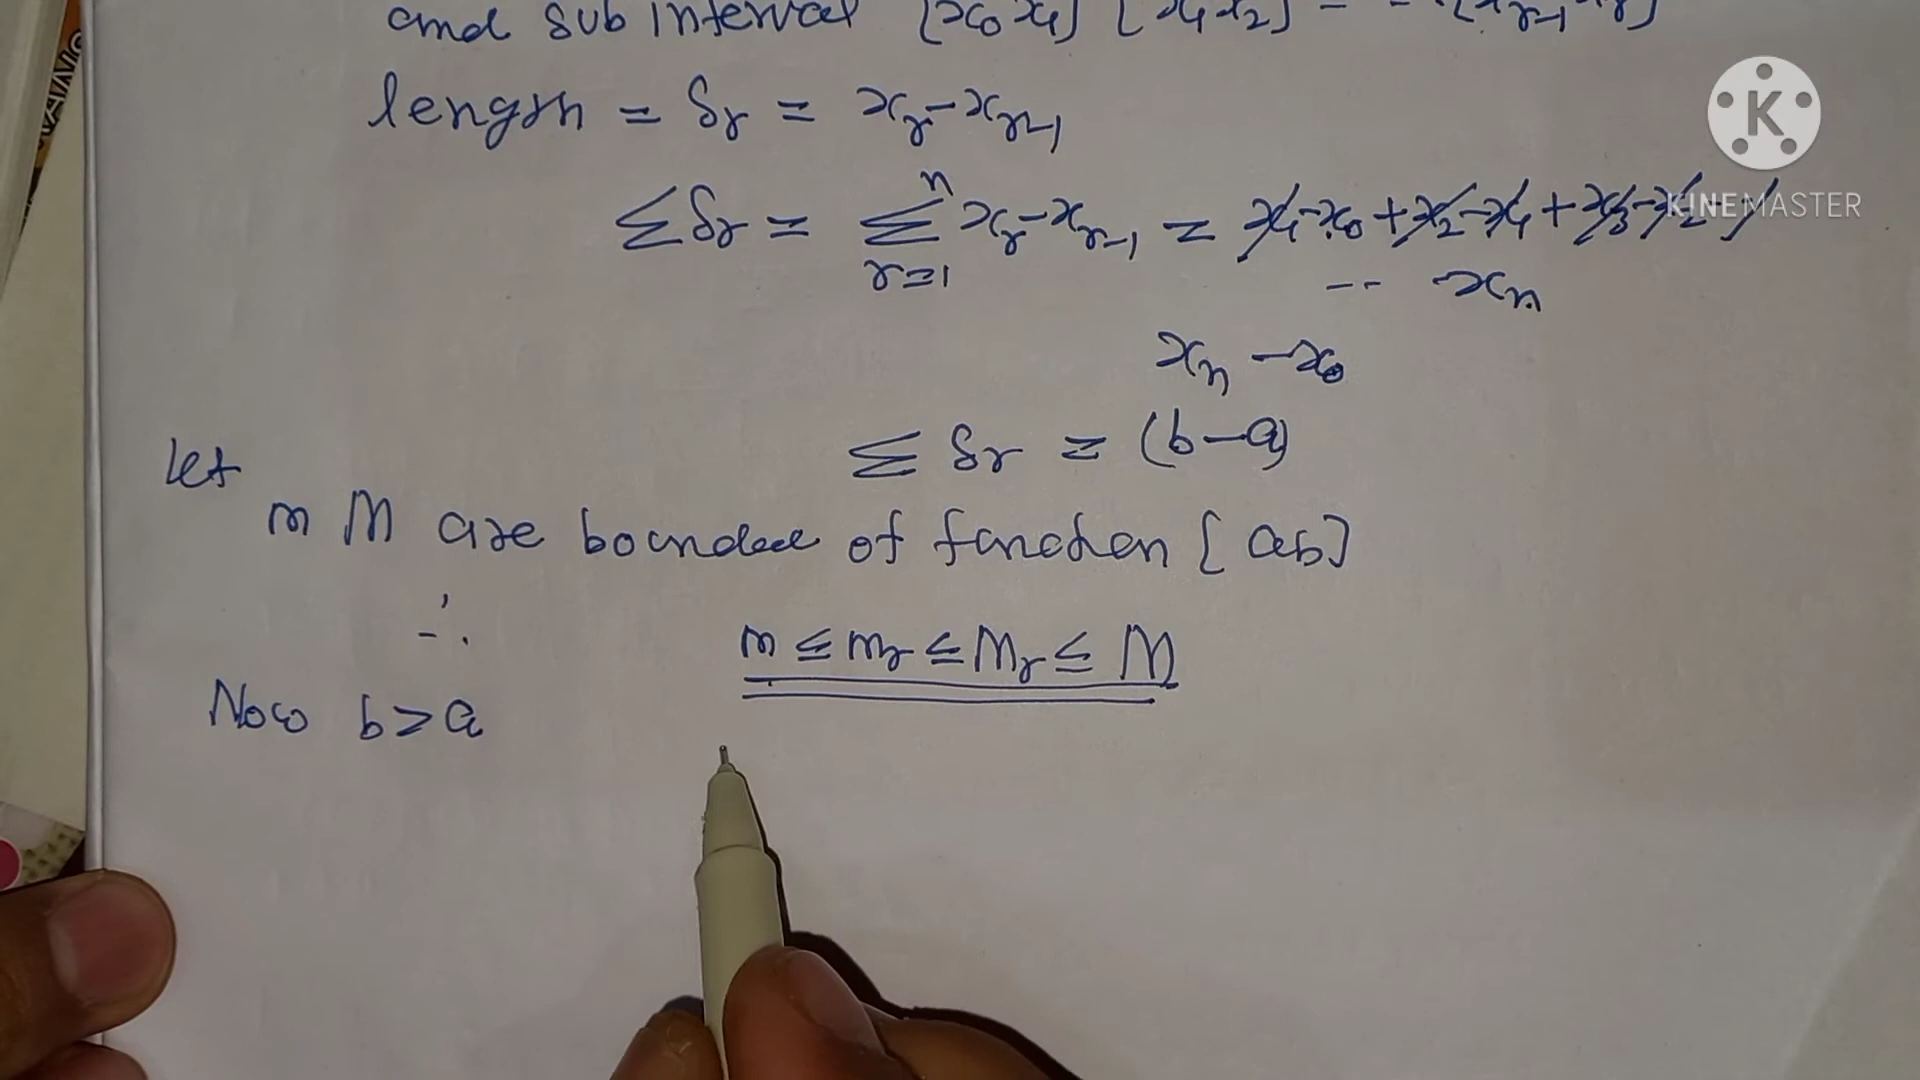 and sub interval [x₀ x₁] [x₁ x₂] - - - [xᵣ₋₁ xᵣ]
length = δᵣ = xᵣ - xᵣ₋₁
Σδᵣ = Σ xᵣ - xᵣ₋₁ = x₁ - x₀ + x₂ - x₁ + x₃ - x₂
n
r=1
-- xₙ
xₙ - x₀
Σ δᵣ = (b-a)
let
m M are bounded of function [ab]
∴ m ≤ mᵣ ≤ Mᵣ ≤ M
Now b > a
K
KINEMASTER